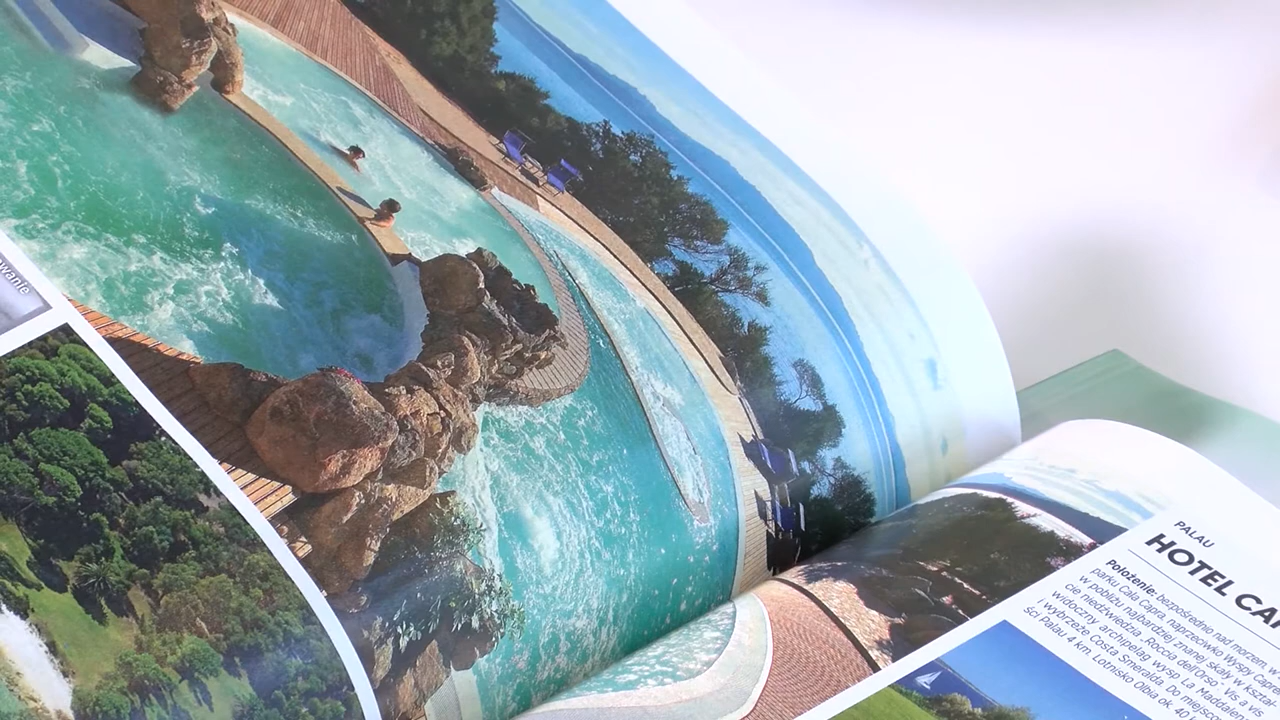 PALAU
HOTEL CA
Położenie: bezpośrednio nad morzem w
parku Cala Capra, naprzeciwko Wyspy Capre
w pobliżu najbardziej znanej skały w kształ-
cie niedźwiedzia „Roccia dell'Orso". Vis a vis
widoczny archipelag wysp La Maddalen
i wybrzeże Costa Smeralda. Do miejsco
ści Palau 4 km. Lotnisko Olbia ok. 40